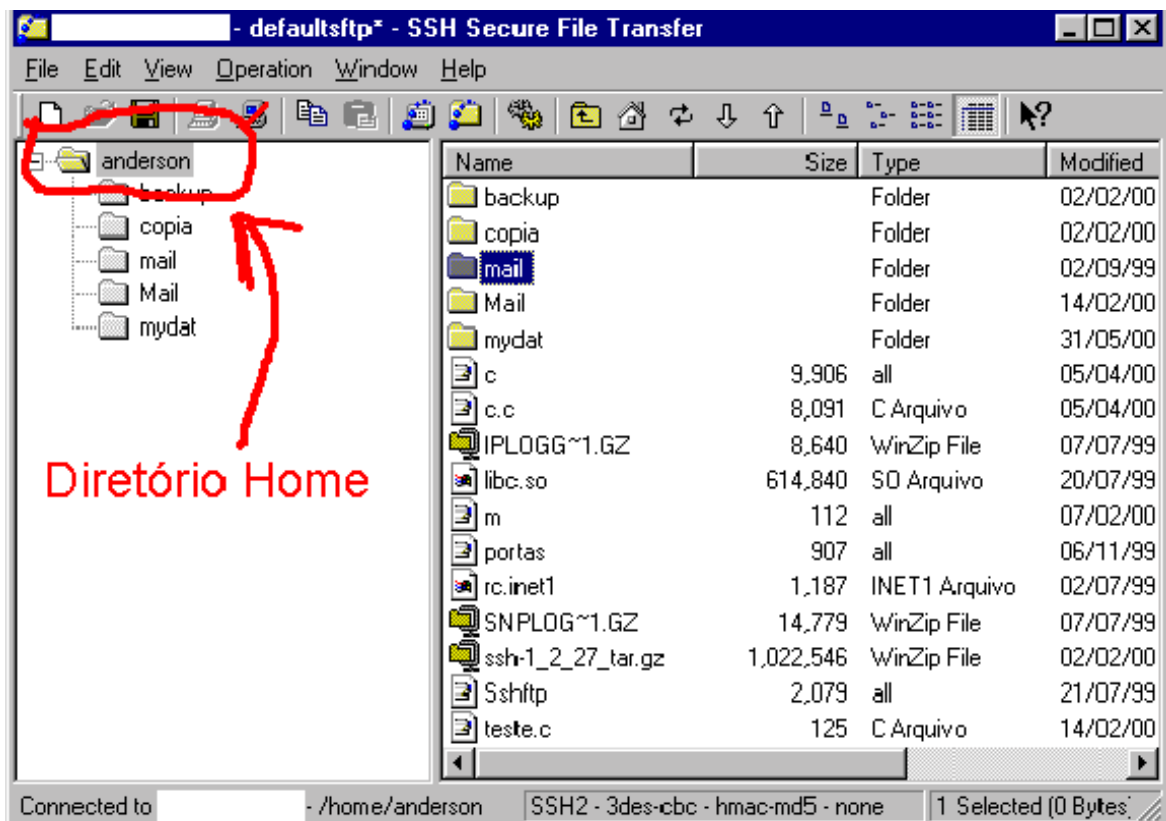 - defaultsftp* - SSH Secure File Transfer
File Edit View Operation Window Help
anderson
backup
copia
mail
Mail
mydat
Diretório Home
Name Size Type Modified
backup Folder 02/02/00
copia Folder 02/02/00
mail Folder 02/09/99
Mail Folder 14/02/00
mydat Folder 31/05/00
c 9,906 all 05/04/00
c.c 8,091 C Arquivo 05/04/00
IPLOGG~1.GZ 8,640 WinZip File 07/07/99
libc.so 614,840 SO Arquivo 20/07/99
m 112 all 07/02/00
portas 907 all 06/11/99
rc.inet1 1,187 INET1 Arquivo 02/07/99
SNPLOG~1.GZ 14,779 WinZip File 07/07/99
ssh-1_2_27_tar.gz 1,022,546 WinZip File 02/02/00
Sshftp 2,079 all 21/07/99
teste.c 125 C Arquivo 14/02/00
Connected to - /home/anderson SSH2 - 3des-cbc - hmac-md5 - none 1 Selected (0 Bytes)